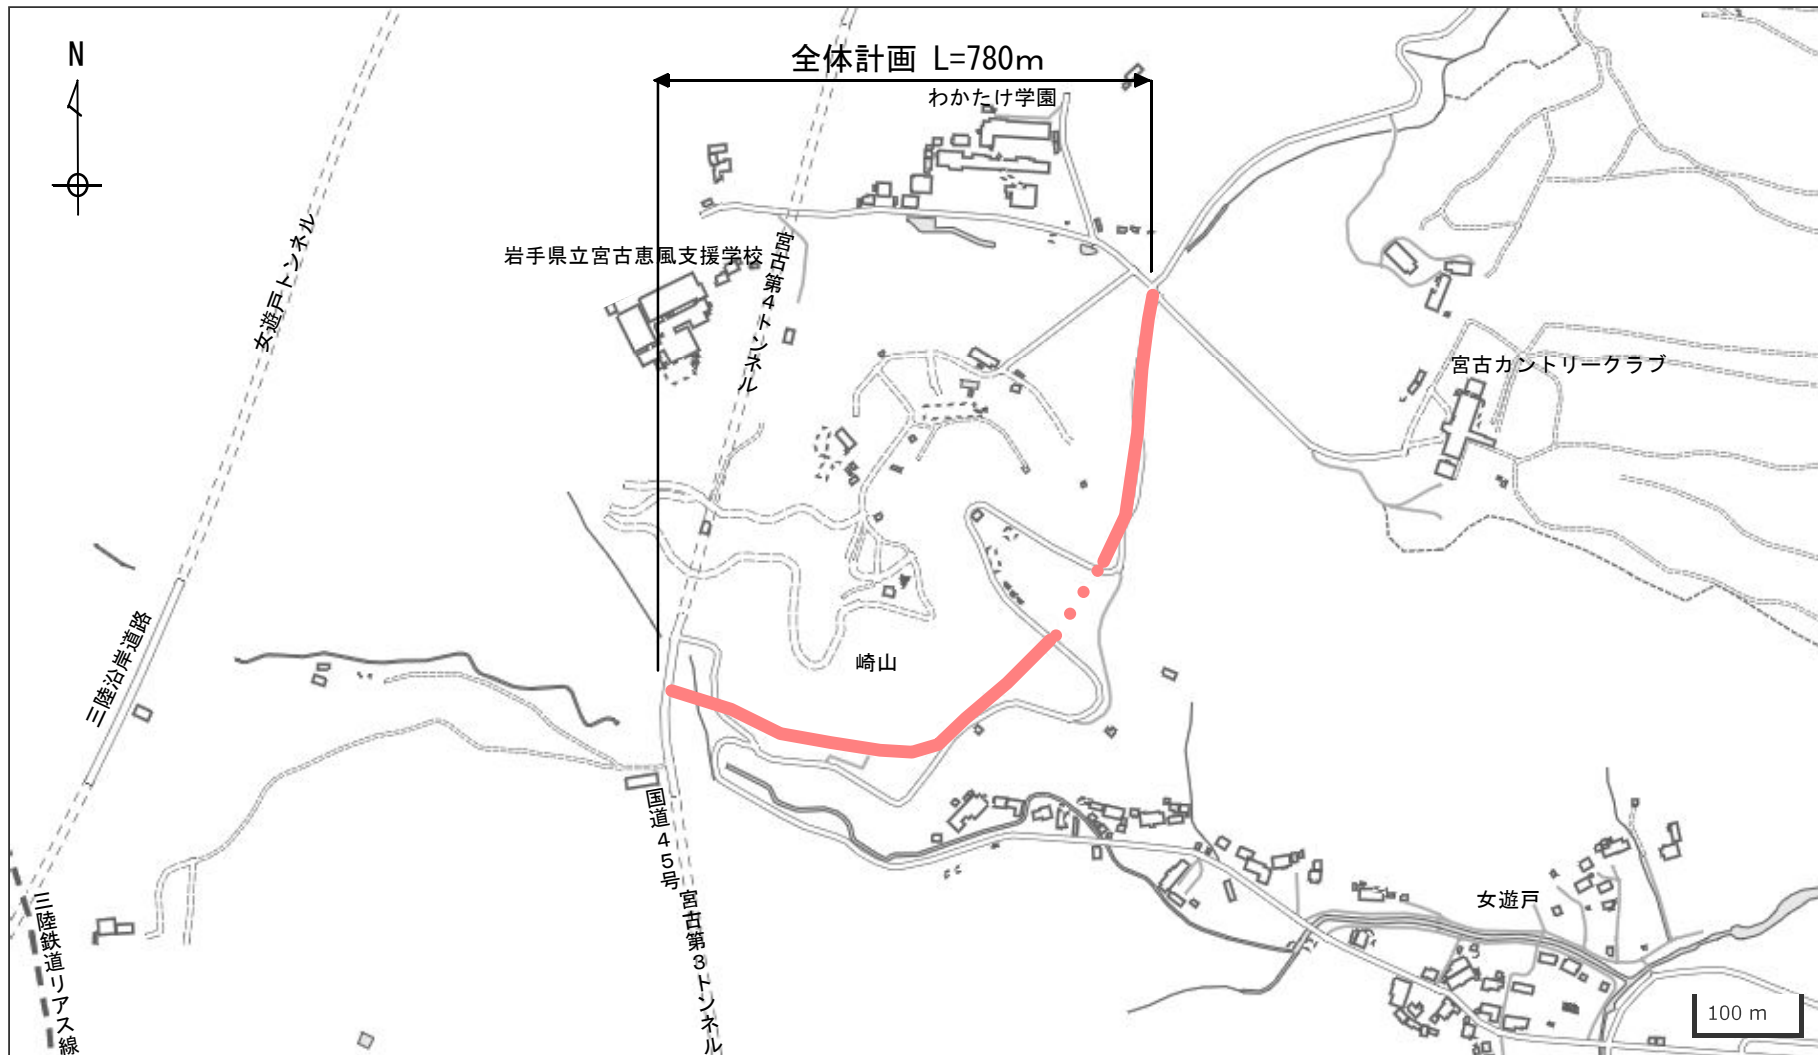 N
全体計画 L=780m
わかたけ学園
岩手県立宮古恵風支援学校
宮古第4トンネル
女遊戸トンネル
宮古カントリークラブ
三陸沿岸道路
崎山
国道45号
宮古第3トンネル
女遊戸
三陸鉄道リアス線
100 m